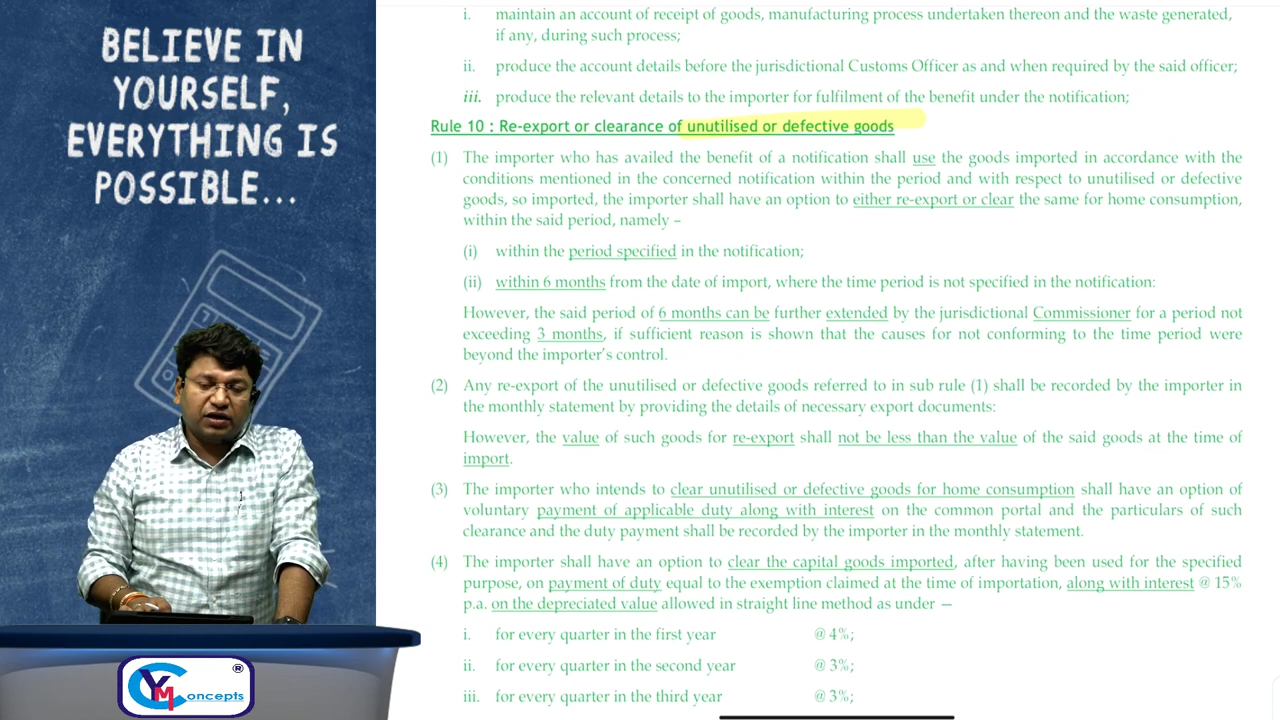 BELIEVE IN
YOURSELF,
EVERYTHING IS
POSSIBLE...
i. maintain an account of receipt of goods, manufacturing process undertaken thereon and the waste generated,
if any, during such process;
ii. produce the account details before the jurisdictional Customs Officer as and when required by the said officer;
iii. produce the relevant details to the importer for fulfilment of the benefit under the notification;
Rule 10 : Re-export or clearance of unutilised or defective goods
(1) The importer who has availed the benefit of a notification shall use the goods imported in accordance with the
conditions mentioned in the concerned notification within the period and with respect to unutilised or defective
goods, so imported, the importer shall have an option to either re-export or clear the same for home consumption,
within the said period, namely –
(i) within the period specified in the notification;
(ii) within 6 months from the date of import, where the time period is not specified in the notification:
However, the said period of 6 months can be further extended by the jurisdictional Commissioner for a period not
exceeding 3 months, if sufficient reason is shown that the causes for not conforming to the time period were
beyond the importer's control.
(2) Any re-export of the unutilised or defective goods referred to in sub rule (1) shall be recorded by the importer in
the monthly statement by providing the details of necessary export documents:
However, the value of such goods for re-export shall not be less than the value of the said goods at the time of
import.
(3) The importer who intends to clear unutilised or defective goods for home consumption shall have an option of
voluntary payment of applicable duty along with interest on the common portal and the particulars of such
clearance and the duty payment shall be recorded by the importer in the monthly statement.
(4) The importer shall have an option to clear the capital goods imported, after having been used for the specified
purpose, on payment of duty equal to the exemption claimed at the time of importation, along with interest @ 15%
p.a. on the depreciated value allowed in straight line method as under —
i. for every quarter in the first year @ 4%;
ii. for every quarter in the second year @ 3%;
iii. for every quarter in the third year @ 3%;
YM Concepts ®